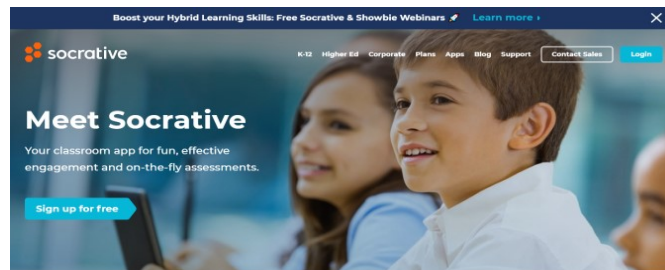 Boost your Hybrid Learning Skills: Free Socrative & Showbie Webinars 🚀 Learn more ›
socrative
K-12 Higher Ed Corporate Plans Apps Blog Support Contact Sales Login
Meet Socrative
Your classroom app for fun, effective
engagement and on-the-fly assessments.
Sign up for free